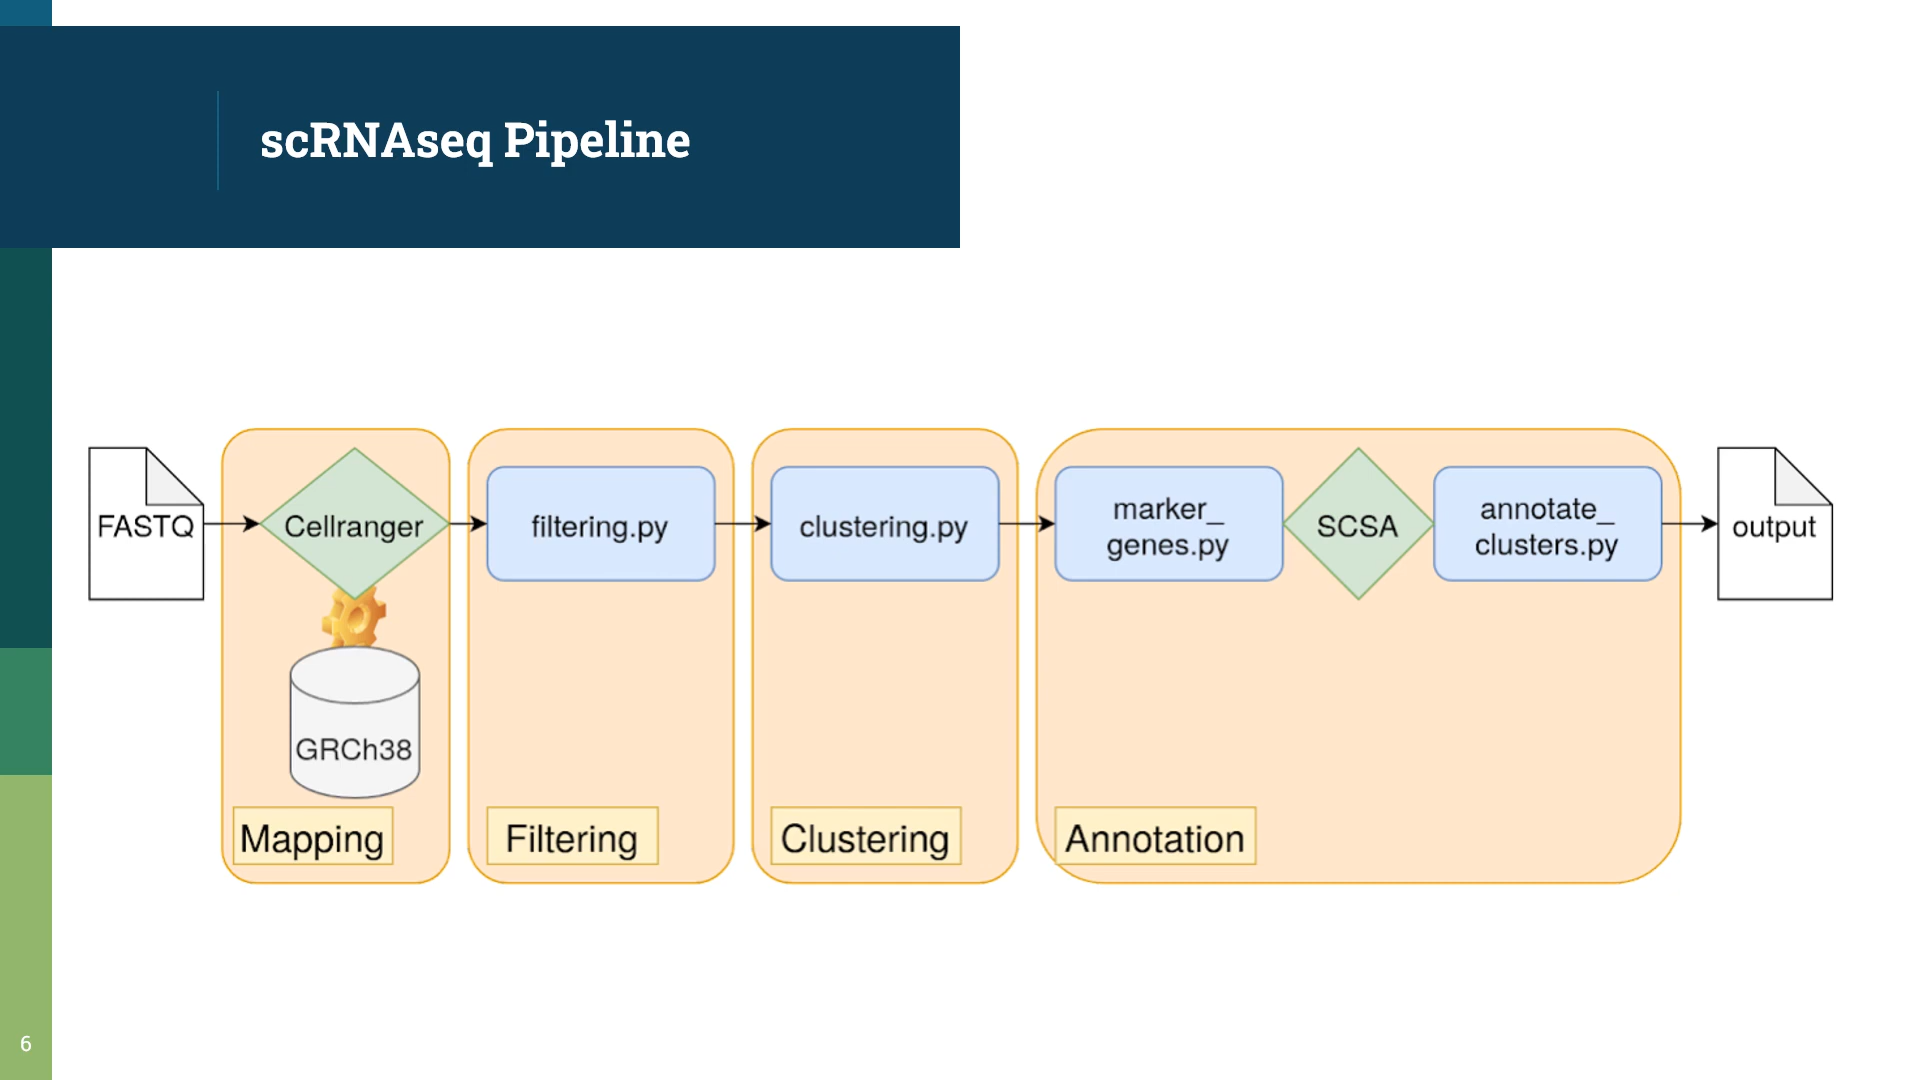 scRNAseq Pipeline
FASTQ
Cellranger
filtering.py
clustering.py
marker_
genes.py
SCSA
annotate_
clusters.py
output
GRCh38
Mapping
Filtering
Clustering
Annotation
6